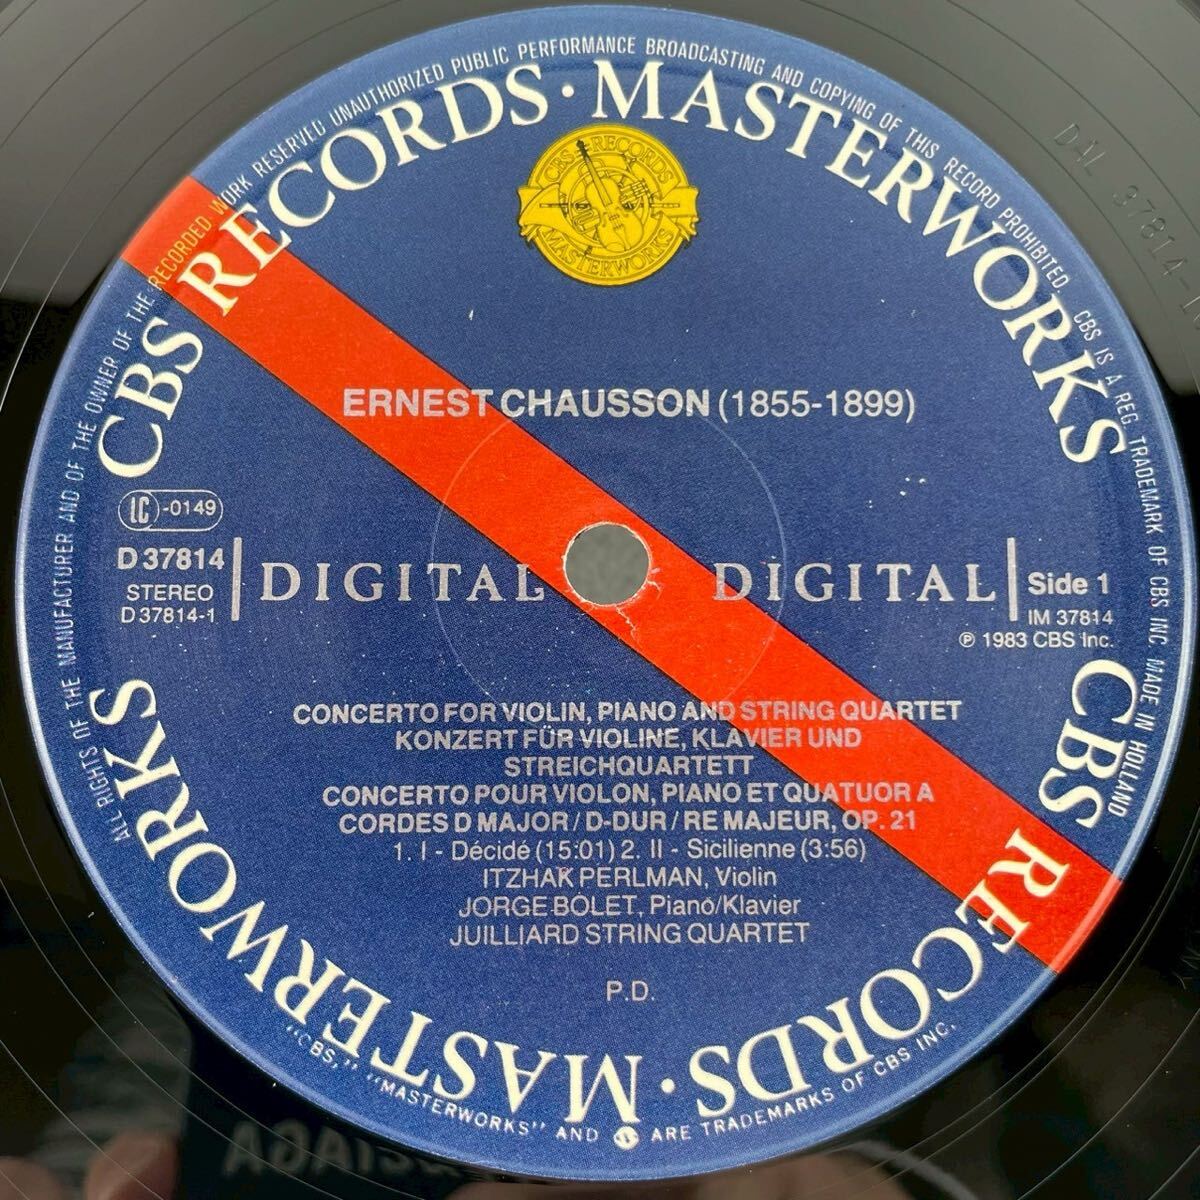 ALL RIGHTS OF THE MANUFACTURER AND OF THE OWNER OF THE RECORDED WORK RESERVED UNAUTHORIZED PUBLIC PERFORMANCE BROADCASTING AND COPYING OF THIS RECORD PROHIBITED. CBS IS A REG. TRADEMARK OF CBS INC MADE IN HOLLAND
CBS RECORDS · MASTERWORKS
CBS RECORDS · MASTERWORKS
CBS RECORDS
MASTERWORKS
DAL 37814-1
ERNEST CHAUSSON (1855-1899)
LC -0149
D 37814
STEREO
D 37814-1
DIGITAL DIGITAL
Side 1
IM 37814
℗ 1983 CBS Inc.
CONCERTO FOR VIOLIN, PIANO AND STRING QUARTET
KONZERT FÜR VIOLINE, KLAVIER UND
STREICHQUARTETT
CONCERTO POUR VIOLON, PIANO ET QUATUOR A
CORDES D MAJOR / D-DUR / RE MAJEUR, OP. 21
1. I - Décidé (15:01) 2. II - Sicilienne (3:56)
ITZHAK PERLMAN, Violin
JORGE BOLET, Piano/Klavier
JUILLIARD STRING QUARTET
P.D.
"CBS," "MASTERWORKS" AND ARE TRADEMARKS OF CBS INC.